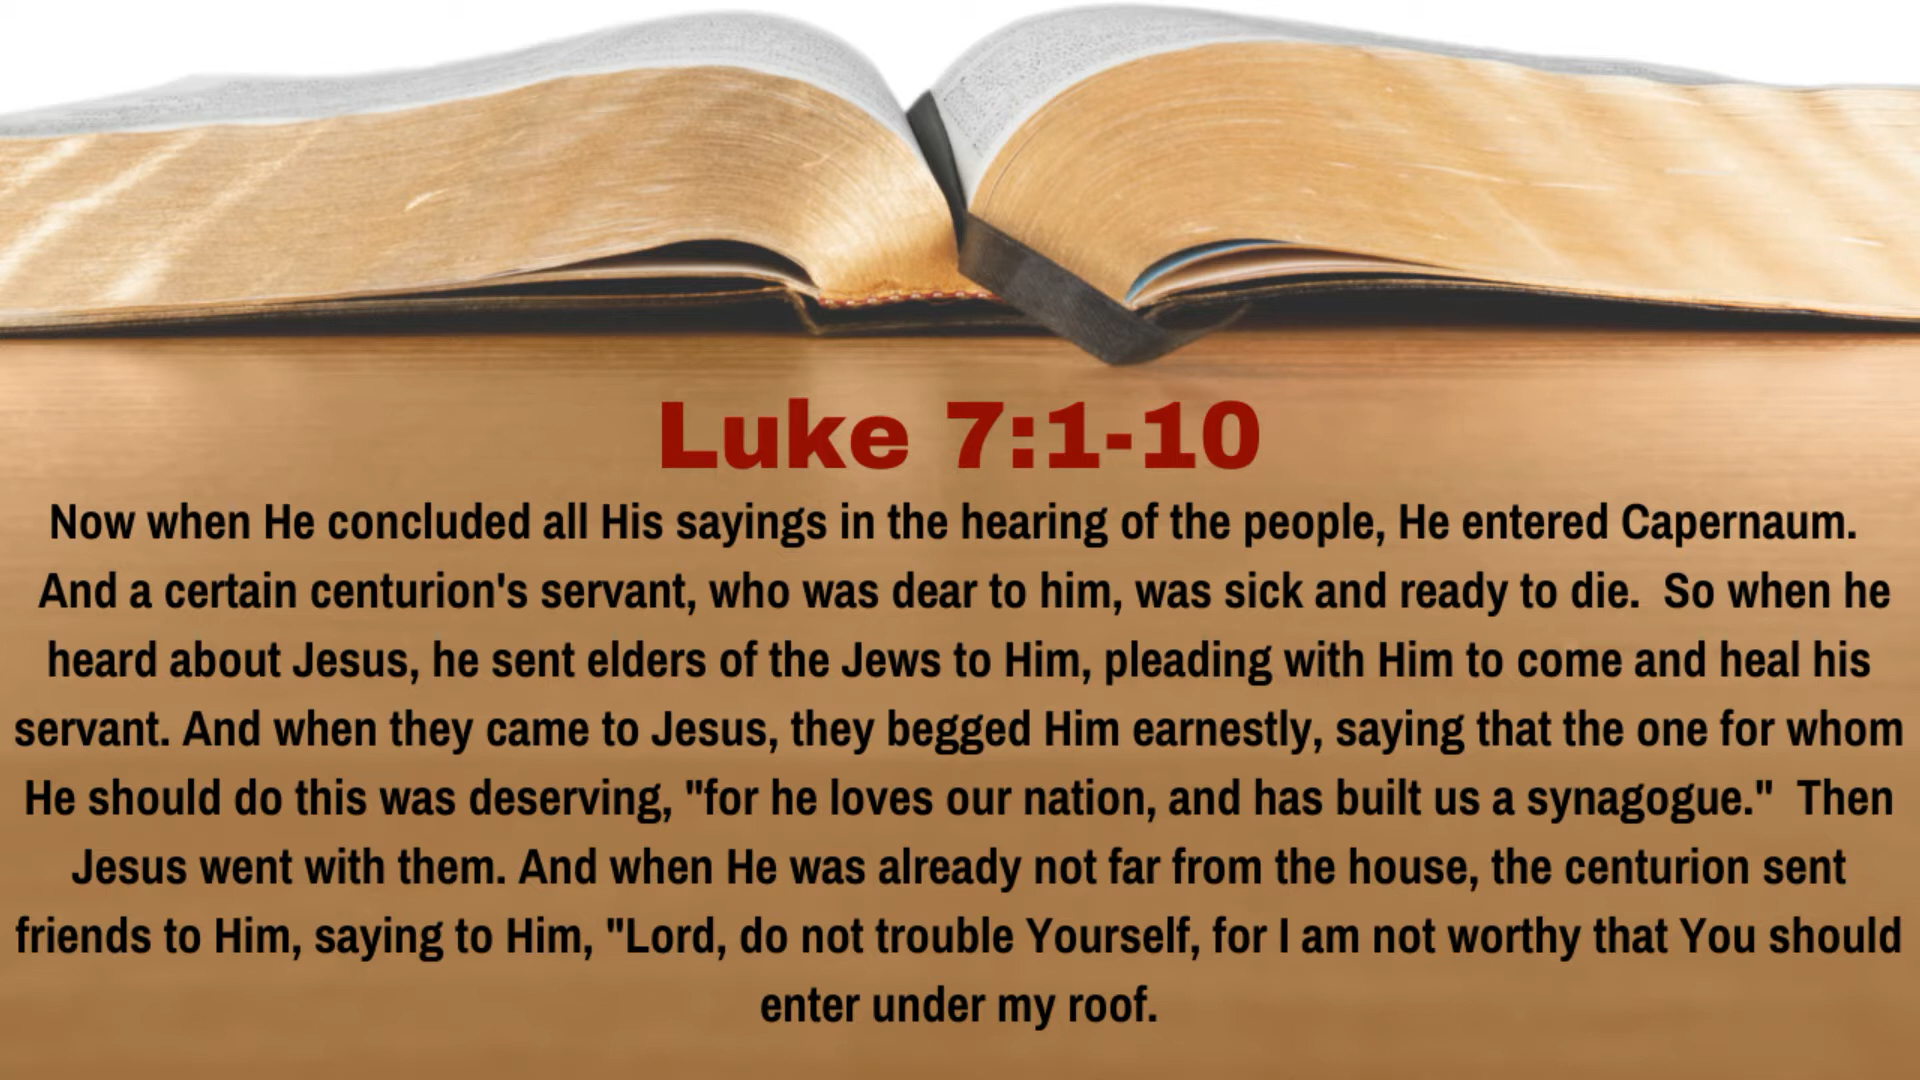 Luke 7:1-10
Now when He concluded all His sayings in the hearing of the people, He entered Capernaum.
And a certain centurion's servant, who was dear to him, was sick and ready to die.  So when he
heard about Jesus, he sent elders of the Jews to Him, pleading with Him to come and heal his
servant. And when they came to Jesus, they begged Him earnestly, saying that the one for whom
He should do this was deserving, "for he loves our nation, and has built us a synagogue."  Then
Jesus went with them. And when He was already not far from the house, the centurion sent
friends to Him, saying to Him, "Lord, do not trouble Yourself, for I am not worthy that You should
enter under my roof.